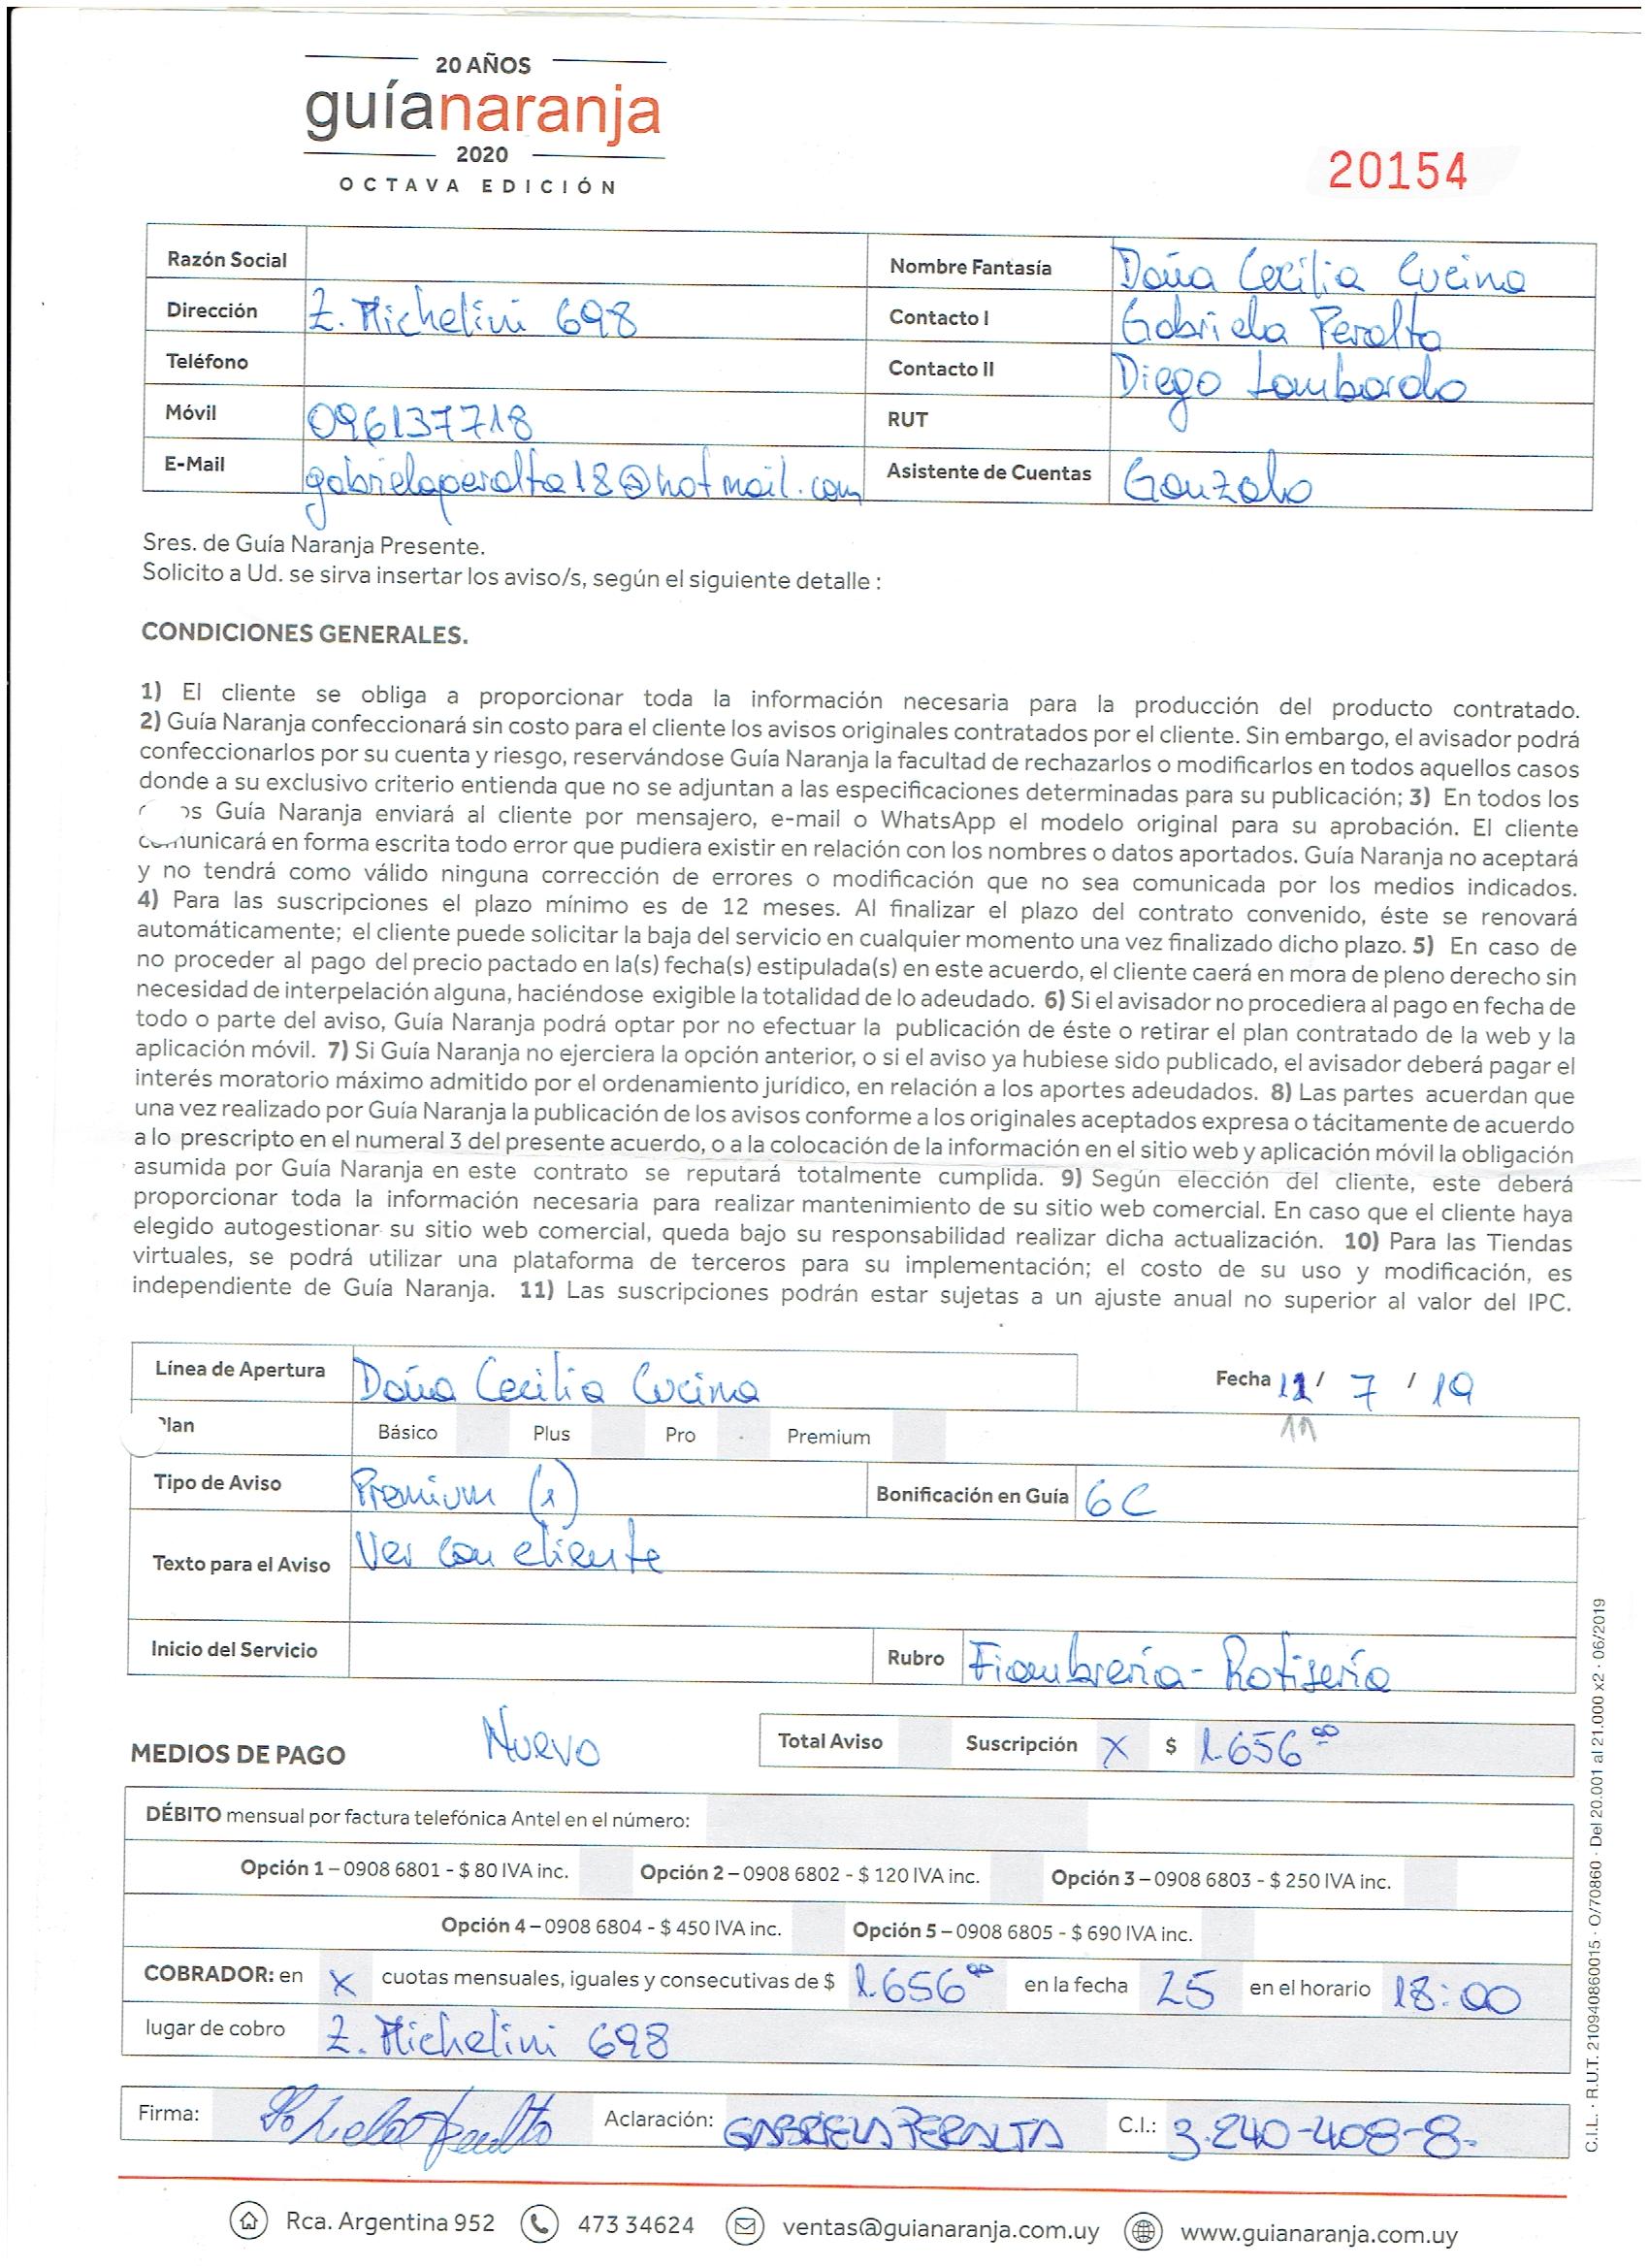 20 AÑOS
guíanaranja
2020
OCTAVA EDICIÓN
20154
Razón Social
Nombre Fantasía Doña Cecilia Cucina
Dirección Z. Michelini 698
Contacto I Gabriela Peralta
Teléfono
Contacto II Diego Lombardo
Móvil 096137718
RUT
E-Mail gabrielaperalta18@hotmail.com
Asistente de Cuentas Gonzalo
Sres. de Guía Naranja Presente.
Solicito a Ud. se sirva insertar los aviso/s, según el siguiente detalle :
CONDICIONES GENERALES.
1) El cliente se obliga a proporcionar toda la información necesaria para la producción del producto contratado.
2) Guía Naranja confeccionará sin costo para el cliente los avisos originales contratados por el cliente. Sin embargo, el avisador podrá
confeccionarlos por su cuenta y riesgo, reservándose Guía Naranja la facultad de rechazarlos o modificarlos en todos aquellos casos
donde a su exclusivo criterio entienda que no se adjuntan a las especificaciones determinadas para su publicación; 3) En todos los
Guía Naranja enviará al cliente por mensajero, e-mail o WhatsApp el modelo original para su aprobación. El cliente
comunicará en forma escrita todo error que pudiera existir en relación con los nombres o datos aportados. Guía Naranja no aceptará
y no tendrá como válido ninguna corrección de errores o modificación que no sea comunicada por los medios indicados.
4) Para las suscripciones el plazo mínimo es de 12 meses. Al finalizar el plazo del contrato convenido, éste se renovará
automáticamente; el cliente puede solicitar la baja del servicio en cualquier momento una vez finalizado dicho plazo. 5) En caso de
no proceder al pago del precio pactado en la(s) fecha(s) estipulada(s) en este acuerdo, el cliente caerá en mora de pleno derecho sin
necesidad de interpelación alguna, haciéndose exigible la totalidad de lo adeudado. 6) Si el avisador no procediera al pago en fecha de
todo o parte del aviso, Guía Naranja podrá optar por no efectuar la publicación de éste o retirar el plan contratado de la web y la
aplicación móvil. 7) Si Guía Naranja no ejerciera la opción anterior, o si el aviso ya hubiese sido publicado, el avisador deberá pagar el
interés moratorio máximo admitido por el ordenamiento jurídico, en relación a los aportes adeudados. 8) Las partes acuerdan que
una vez realizado por Guía Naranja la publicación de los avisos conforme a los originales aceptados expresa o tácitamente de acuerdo
a lo prescripto en el numeral 3 del presente acuerdo, o a la colocación de la información en el sitio web y aplicación móvil la obligación
asumida por Guía Naranja en este contrato se reputará totalmente cumplida. 9) Según elección del cliente, este deberá
proporcionar toda la información necesaria para realizar mantenimiento de su sitio web comercial. En caso que el cliente haya
elegido autogestionar su sitio web comercial, queda bajo su responsabilidad realizar dicha actualización. 10) Para las Tiendas
virtuales, se podrá utilizar una plataforma de terceros para su implementación; el costo de su uso y modificación, es
independiente de Guía Naranja. 11) Las suscripciones podrán estar sujetas a un ajuste anual no superior al valor del IPC.
Línea de Apertura Doña Cecilia Cucina
Fecha 11 / 7 / 19
11
Plan Básico Plus Pro Premium
Tipo de Aviso Premium (1)
Bonificación en Guía 6C
Texto para el Aviso Ver con cliente
Inicio del Servicio
Rubro Fiambrería - Rotisería
MEDIOS DE PAGO Nuevo
Total Aviso Suscripción X $ 1.656 00
DÉBITO mensual por factura telefónica Antel en el número:
Opción 1 – 0908 6801 - $ 80 IVA inc. Opción 2 – 0908 6802 - $ 120 IVA inc. Opción 3 – 0908 6803 - $ 250 IVA inc.
Opción 4 – 0908 6804 - $ 450 IVA inc. Opción 5 – 0908 6805 - $ 690 IVA inc.
COBRADOR: en X cuotas mensuales, iguales y consecutivas de $ 1.656 00 en la fecha 25 en el horario 18:00
lugar de cobro Z. Michelini 698
Firma: Aclaración: GABRIELA PERALTA C.I.: 3.240-408-8-
Rca. Argentina 952 473 34624 ventas@guianaranja.com.uy www.guianaranja.com.uy
C.I.L. · R.U.T. 210940860015 · O/70860 · Del 20.001 al 21.000 x2 · 06/2019